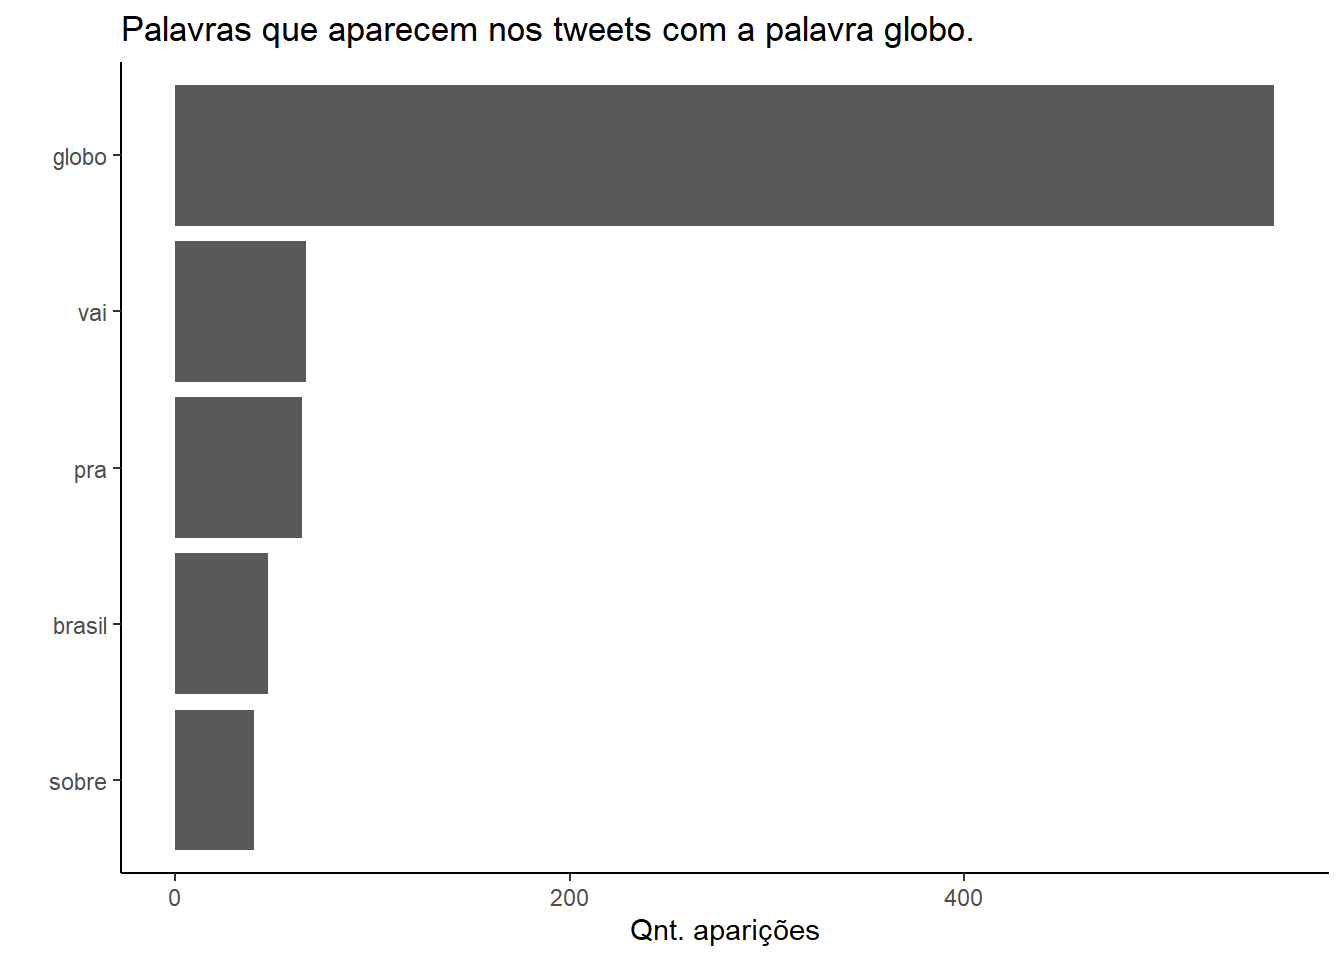 Palavras que aparecem nos tweets com a palavra globo.
globo
vai
pra
brasil
sobre
0 200 400
Qnt. aparições